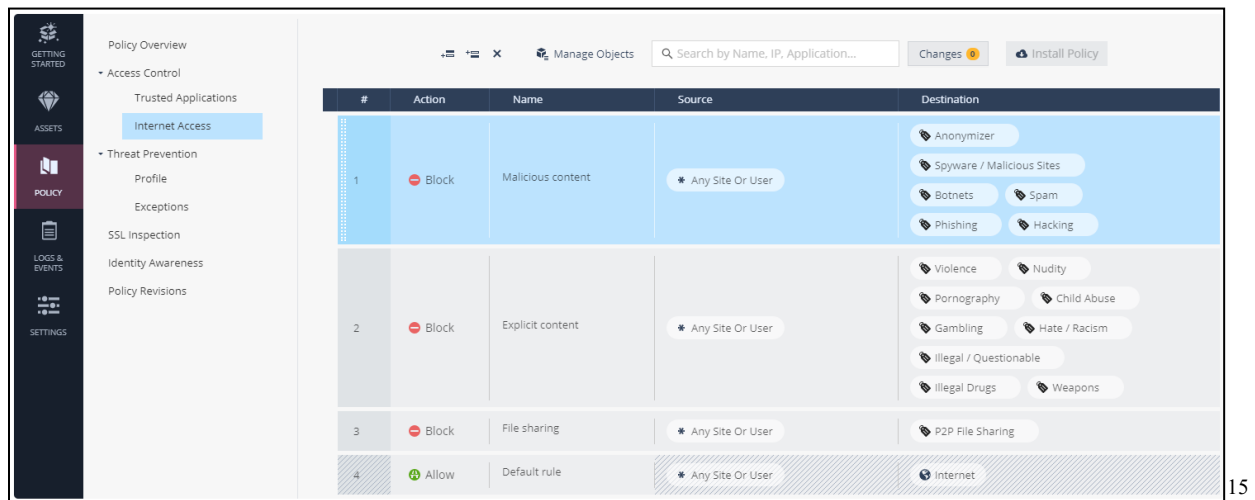 GETTING
STARTED
ASSETS
POLICY
LOGS &
EVENTS
SETTINGS
Policy Overview
Access Control
Trusted Applications
Internet Access
Threat Prevention
Profile
Exceptions
SSL Inspection
Identity Awareness
Policy Revisions
Manage Objects Search by Name, IP, Application... Changes 0 Install Policy
# Action Name Source Destination
1 Block Malicious content Any Site Or User
Anonymizer
Spyware / Malicious Sites
Botnets Spam
Phishing Hacking
2 Block Explicit content Any Site Or User
Violence Nudity
Pornography Child Abuse
Gambling Hate / Racism
Illegal / Questionable
Illegal Drugs Weapons
3 Block File sharing Any Site Or User P2P File Sharing
4 Allow Default rule Any Site Or User Internet
15